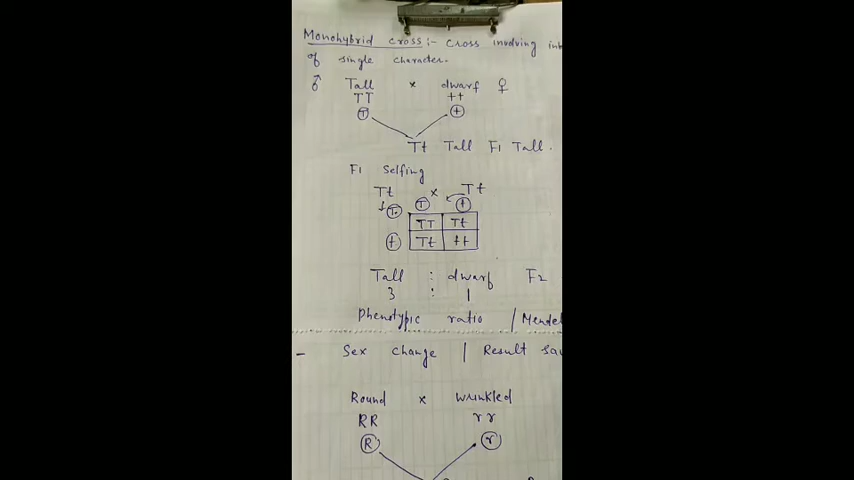 Monohybrid cross:- Cross involving
of single character.
♂ Tall × dwarf ♀
TT tt
T t
Tt Tall F1 Tall.
F1 Selfing
Tt × Tt
T T t
TT Tt
t Tt tt
Tall : dwarf F2
3 : 1
Phenotypic ratio /
- Sex change / Result
Round × wrinkled
RR rr
R r